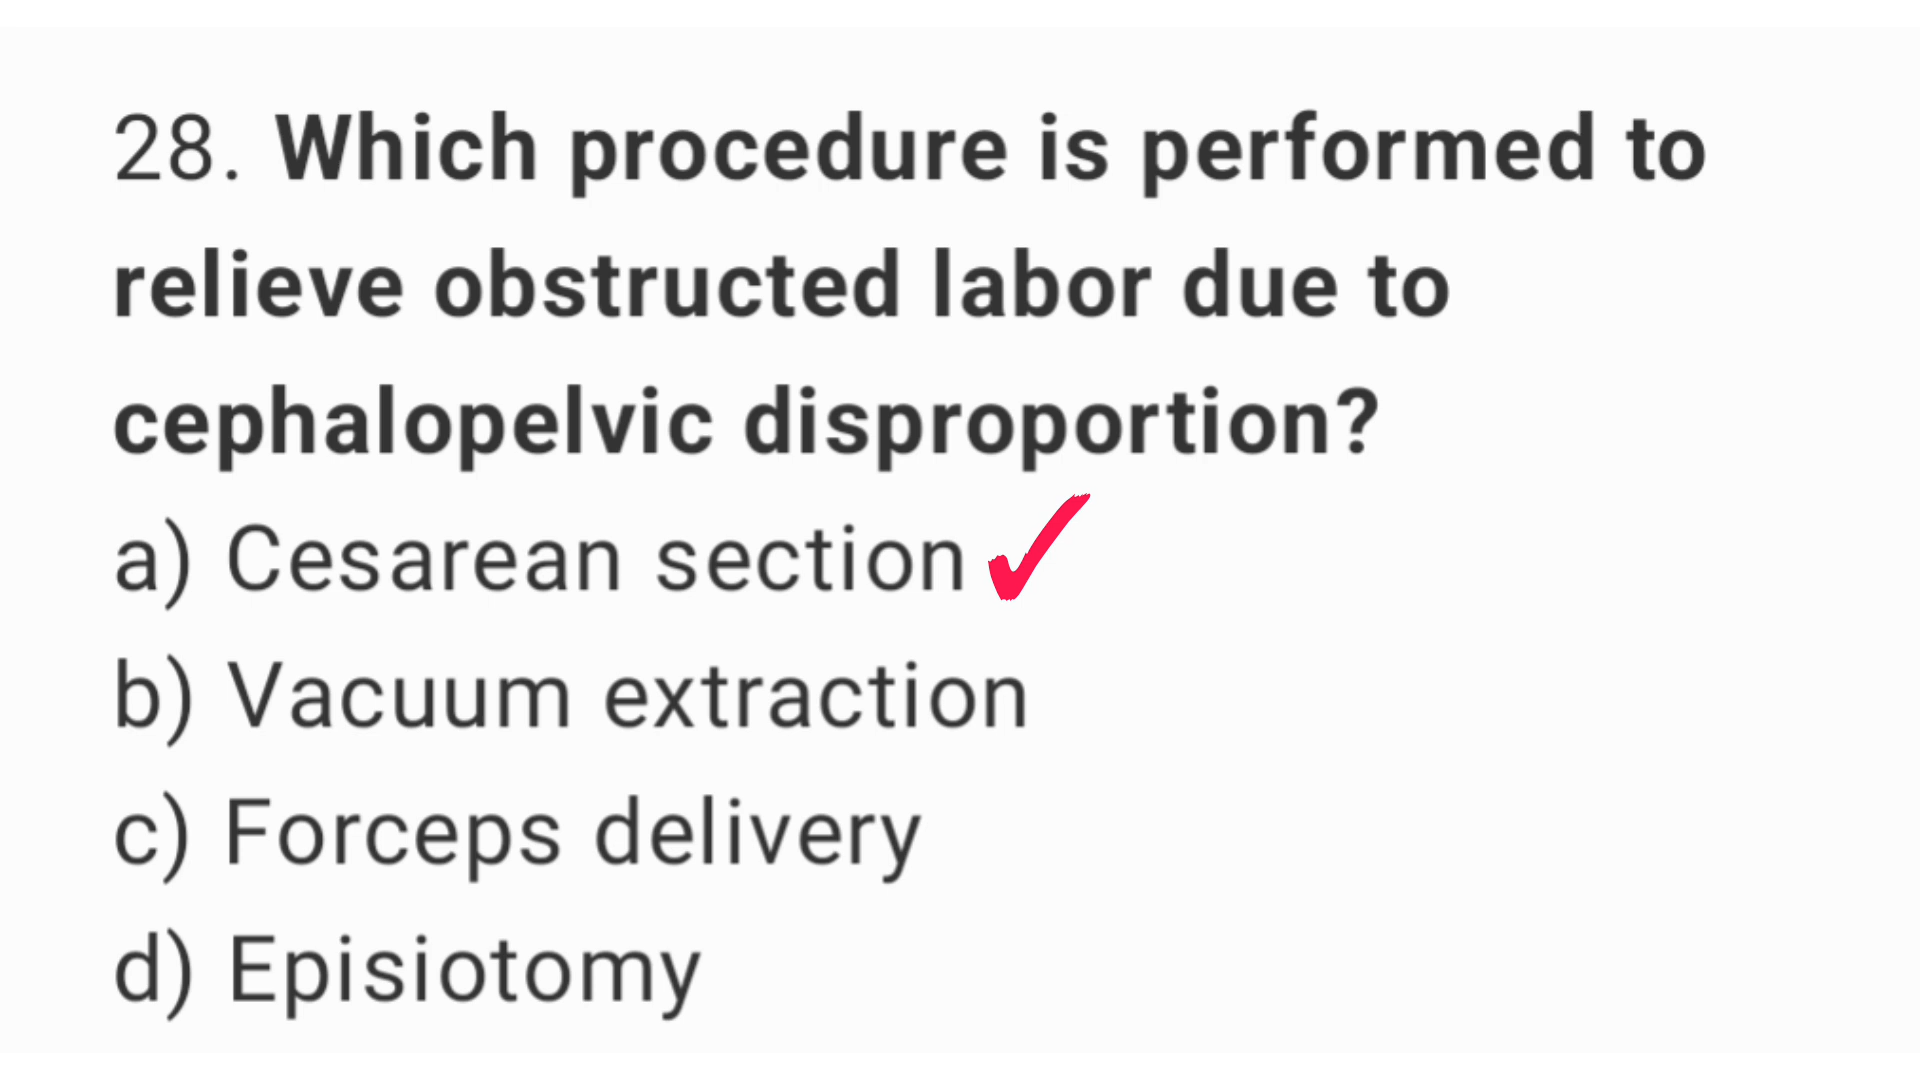 28. Which procedure is performed to
relieve obstructed labor due to
cephalopelvic disproportion?
a) Cesarean section
b) Vacuum extraction
c) Forceps delivery
d) Episiotomy